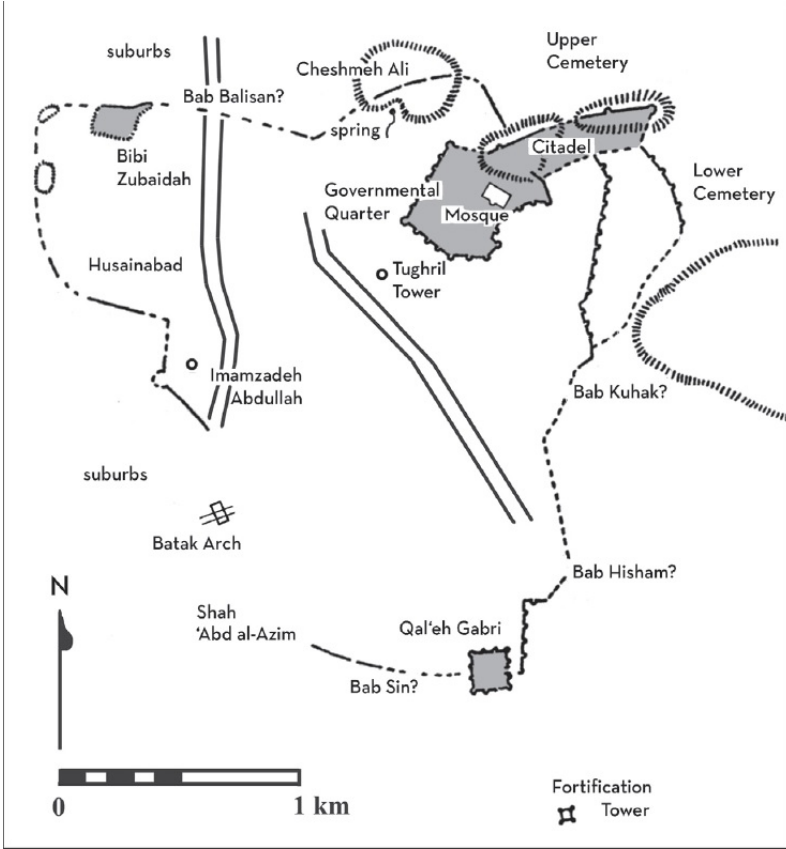 suburbs
Upper
Cemetery
Cheshmeh Ali
Bab Balisan?
spring
Citadel
Bibi
Zubaidah
Governmental
Quarter
Mosque
Lower
Cemetery
Husainabad
Tughril
Tower
Imamzadeh
Abdullah
Bab Kuhak?
suburbs
Batak Arch
Bab Hisham?
N
Shah
‘Abd al-Azim
Qal‘eh Gabri
Bab Sin?
0
1 km
Fortification
Tower